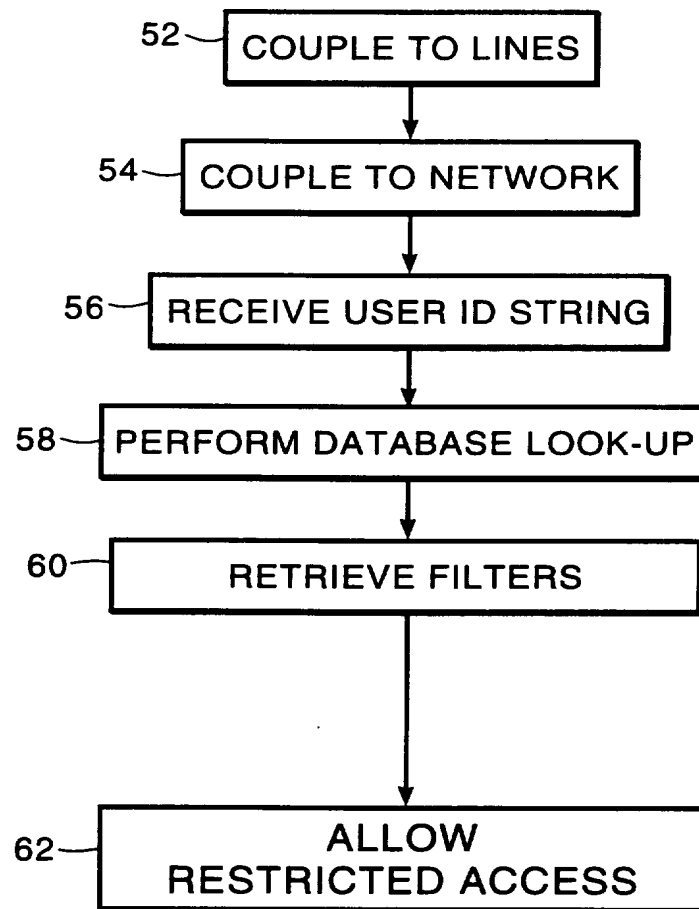 52 COUPLE TO LINES
54 COUPLE TO NETWORK
56 RECEIVE USER ID STRING
58 PERFORM DATABASE LOOK-UP
60 RETRIEVE FILTERS
62 ALLOW
RESTRICTED ACCESS